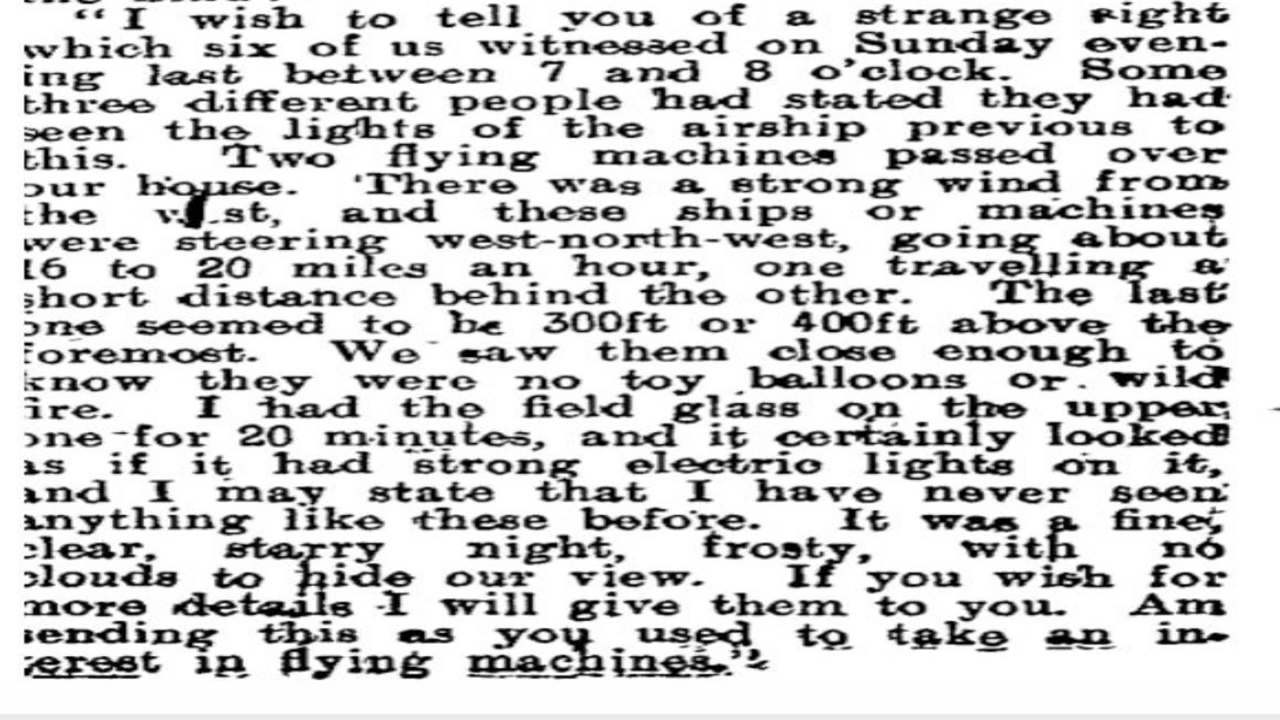 "I wish to tell you of a strange sight
which six of us witnessed on Sunday even-
ing last between 7 and 8 o'clock. Some
three different people had stated they had
seen the lights of the airship previous to
this. Two flying machines passed over
our house. There was a strong wind from
the west, and these ships or machines
were steering west-north-west, going about
16 to 20 miles an hour, one travelling a
short distance behind the other. The last
one seemed to be 300ft or 400ft above the
foremost. We saw them close enough to
know they were no toy balloons or wild
fire. I had the field glass on the upper
one for 20 minutes, and it certainly looked
as if it had strong electric lights on it,
and I may state that I have never seen
anything like these before. It was a fine,
clear, starry night, frosty, with no
clouds to hide our view. If you wish for
more details I will give them to you. Am
sending this as you used to take an in-
terest in flying machines."